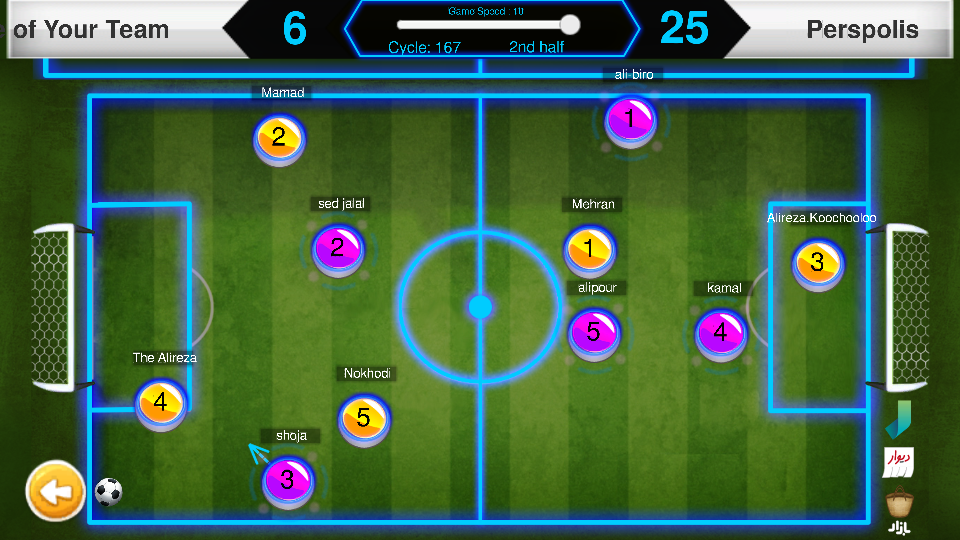 of Your Team
6
Game Speed : 10
Cycle: 167
2nd half
25
Perspolis
ali-biro
1
Mamad
2
sed jalal
2
Mehran
1
Alireza.Koochooloo
3
alipour
5
kamal
4
The Alireza
4
Nokhodi
5
shoja
3
دیوار
بازار